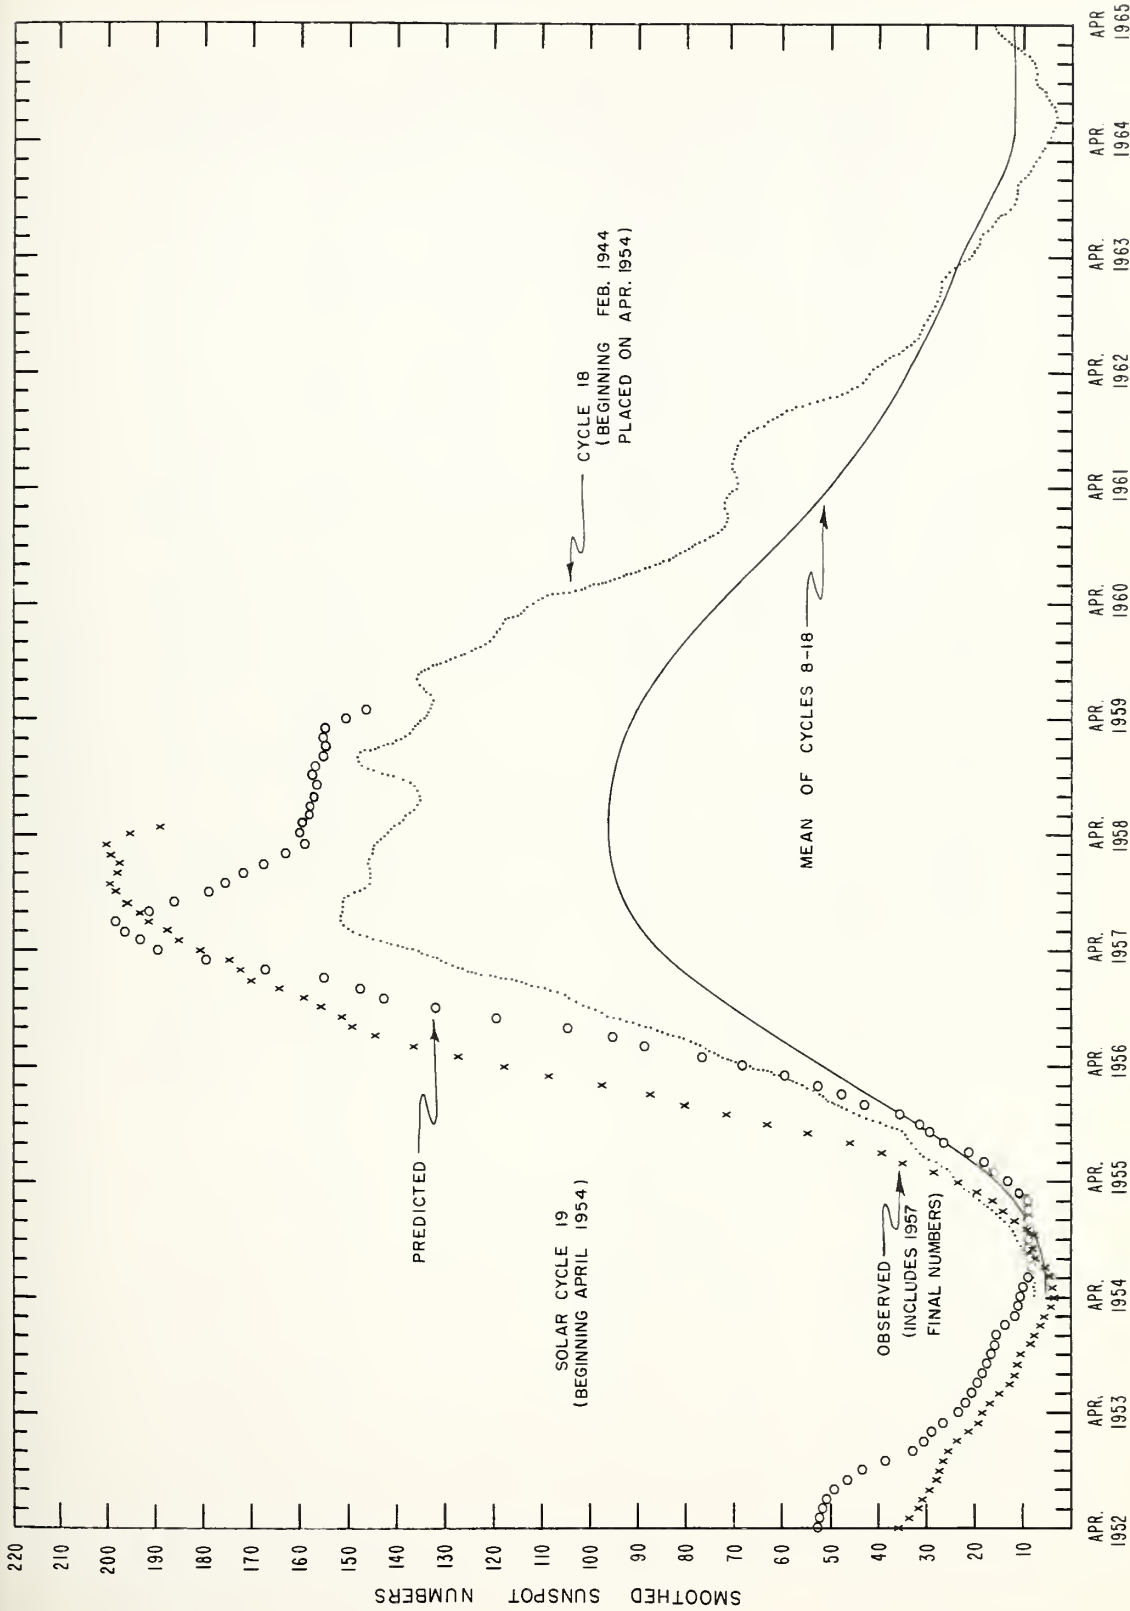 220
210
200
190
180
170
160
150
140
130
120
110
100
90
80
70
60
50
40
30
20
10
SMOOTHED SUNSPOT NUMBERS
PREDICTED
SOLAR CYCLE 19
(BEGINNING APRIL 1954)
OBSERVED
(INCLUDES 1957
FINAL NUMBERS)
CYCLE 18
(BEGINNING FEB. 1944
PLACED ON APR. 1954)
MEAN OF CYCLES 8-18
APR. 1952
APR. 1953
APR. 1954
APR. 1955
APR. 1956
APR. 1957
APR. 1958
APR. 1959
APR. 1960
APR 1961
APR. 1962
APR. 1963
APR. 1964
APR 1965